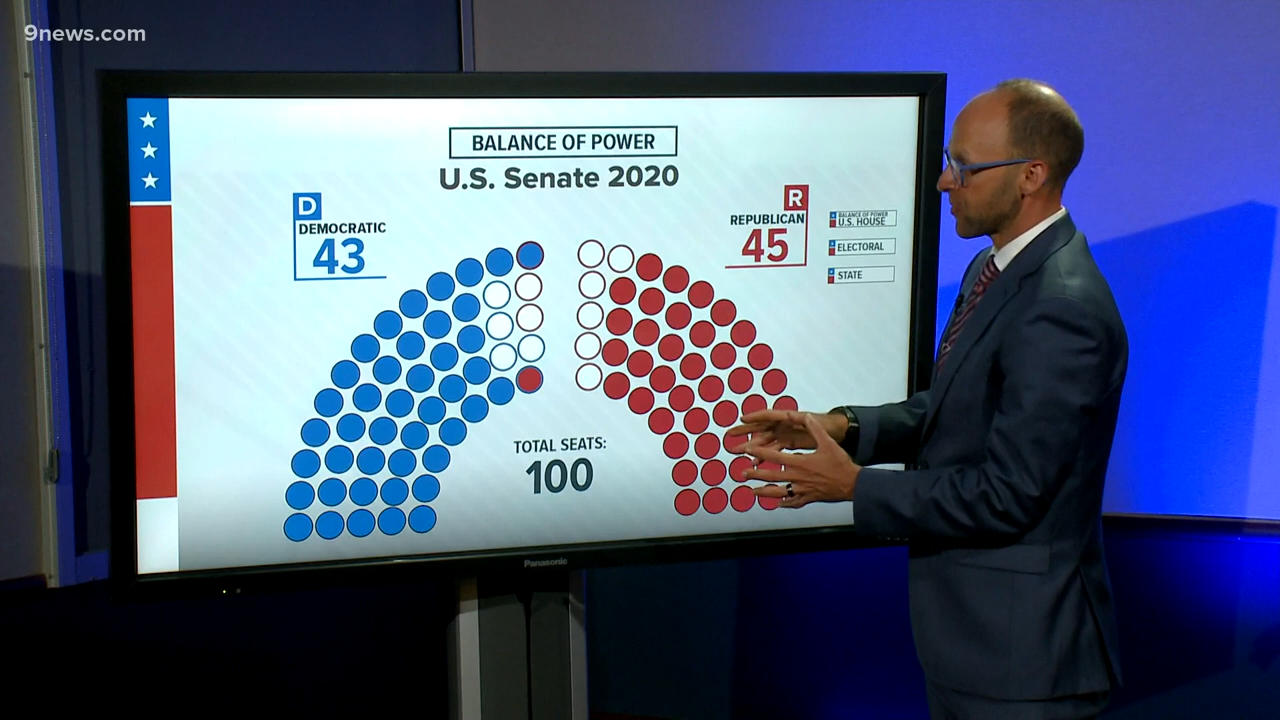 9news.com
BALANCE OF POWER
U.S. Senate 2020
D
DEMOCRATIC
43
R
REPUBLICAN
45
BALANCE OF POWER
U.S. HOUSE
ELECTORAL
STATE
TOTAL SEATS:
100
Panasonic